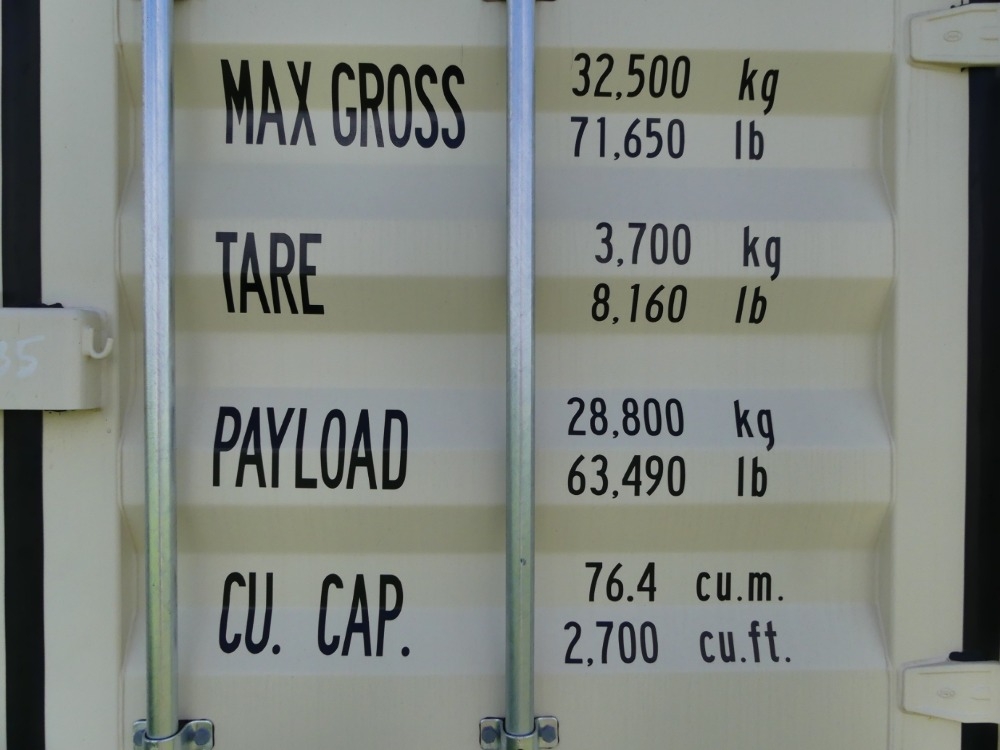 MAX GROSS 32,500 kg
71,650 lb
TARE 3,700 kg
8,160 lb
35
PAYLOAD 28,800 kg
63,490 lb
CU. CAP. 76.4 cu.m.
2,700 cu.ft.